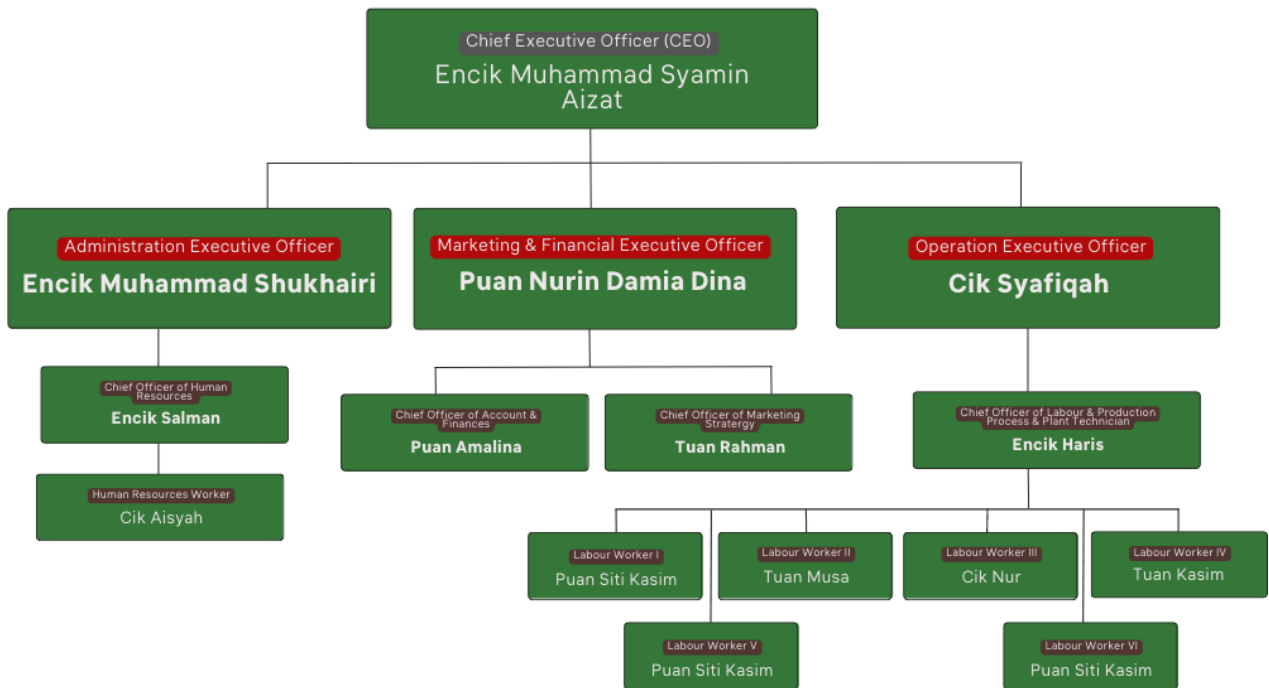 Chief Executive Officer (CEO)
Encik Muhammad Syamin
Aizat
Administration Executive Officer
Encik Muhammad Shukhairi
Marketing & Financial Executive Officer
Puan Nurin Damia Dina
Operation Executive Officer
Cik Syafiqah
Chief Officer of Human
Resources
Encik Salman
Chief Officer of Account &
Finances
Puan Amalina
Chief Officer of Marketing
Stratergy
Tuan Rahman
Chief Officer of Labour & Production
Process & Plant Technician
Encik Haris
Human Resources Worker
Cik Aisyah
Labour Worker I
Puan Siti Kasim
Labour Worker II
Tuan Musa
Labour Worker III
Cik Nur
Labour Worker IV
Tuan Kasim
Labour Worker V
Puan Siti Kasim
Labour Worker VI
Puan Siti Kasim